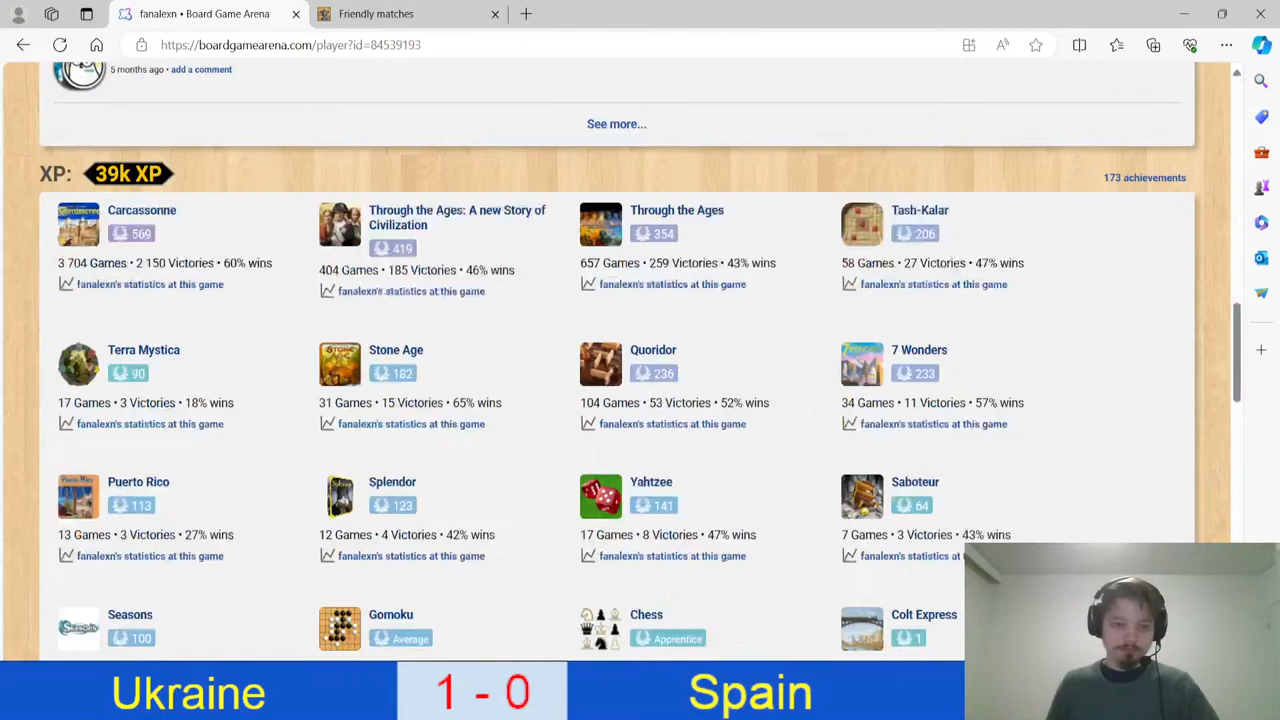 fanalexn • Board Game Arena
Friendly matches
https://boardgamearena.com/player?id=84539193
5 months ago • add a comment
See more...
XP: 39k XP
173 achievements
Carcassonne
569
3 704 Games • 2 150 Victories • 60% wins
fanalexn's statistics at this game
Through the Ages: A new Story of
Civilization
419
404 Games • 185 Victories • 46% wins
fanalexn's statistics at this game
Through the Ages
354
657 Games • 259 Victories • 43% wins
fanalexn's statistics at this game
Tash-Kalar
206
58 Games • 27 Victories • 47% wins
fanalexn's statistics at this game
Terra Mystica
90
17 Games • 3 Victories • 18% wins
fanalexn's statistics at this game
Stone Age
182
31 Games • 15 Victories • 65% wins
fanalexn's statistics at this game
Quoridor
236
104 Games • 53 Victories • 52% wins
fanalexn's statistics at this game
7 Wonders
233
34 Games • 11 Victories • 57% wins
fanalexn's statistics at this game
Puerto Rico
113
13 Games • 3 Victories • 27% wins
fanalexn's statistics at this game
Splendor
123
12 Games • 4 Victories • 42% wins
fanalexn's statistics at this game
Yahtzee
141
17 Games • 8 Victories • 47% wins
fanalexn's statistics at this game
Saboteur
64
7 Games • 3 Victories • 43% wins
fanalexn's statistics at
Seasons
100
Gomoku
Average
Chess
Apprentice
Colt Express
1
Ukraine
1 - 0
Spain